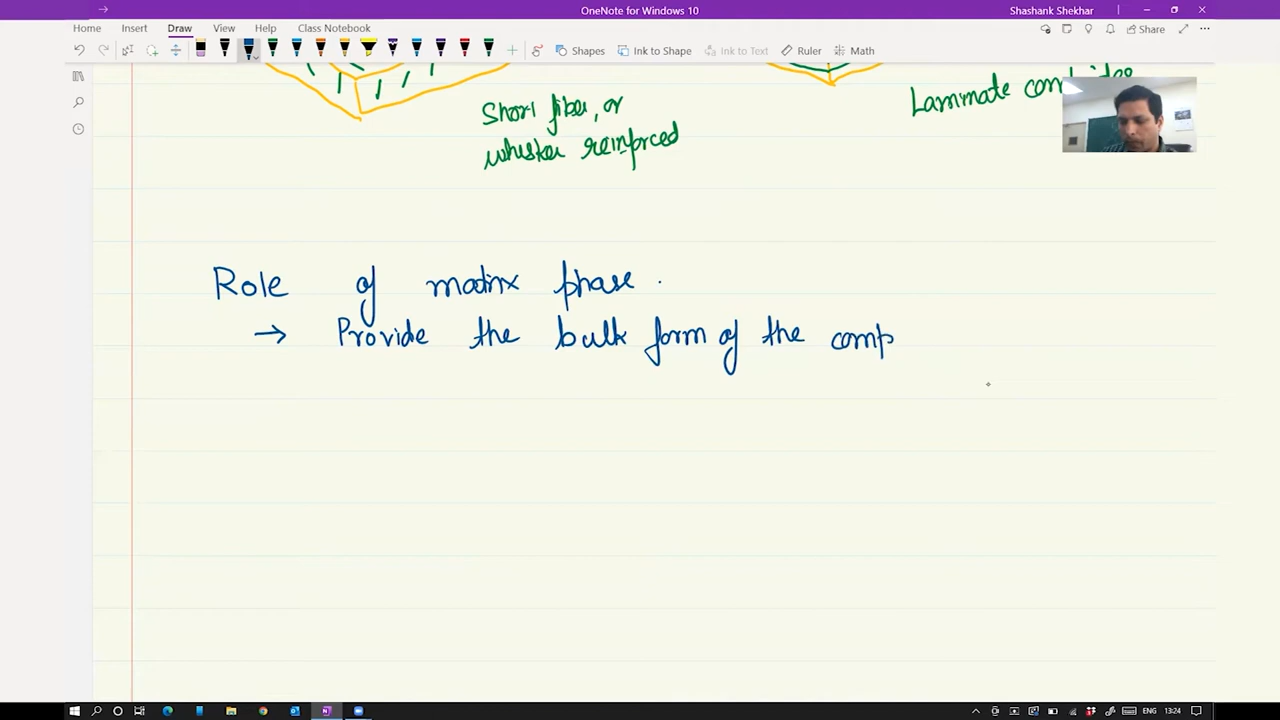 OneNote for Windows 10
Shashank Shekhar
Home Insert Draw View Help Class Notebook
Share
Shapes Ink to Shape Ink to Text Ruler Math
Short fiber, or
whisker reinforced
Laminate
Role of matrix phase.
→ Provide the bulk form of the comp
ENG 13:24